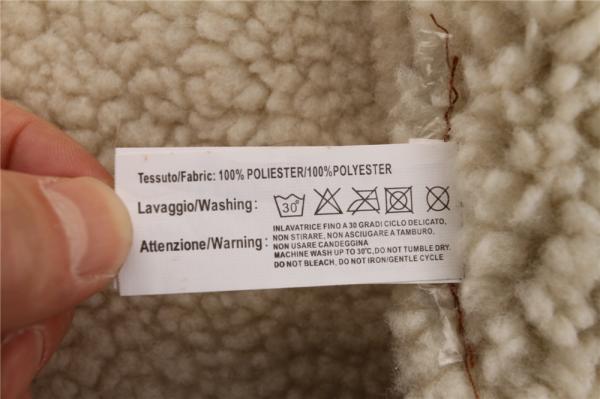 Tessuto/Fabric: 100% POLIESTER/100%POLYESTER
Lavaggio/Washing:
30°
Attenzione/Warning:
INLAVATRICE FINO A 30 GRADI CICLO DELICATO,
NON STIRARE, NON ASCIUGARE A TAMBURO,
NON USARE CANDEGGINA
MACHINE WASH UP TO 30℃,DO NOT TUMBLE DRY.
DO NOT BLEACH, DO NOT IRON/GENTLE CYCLE